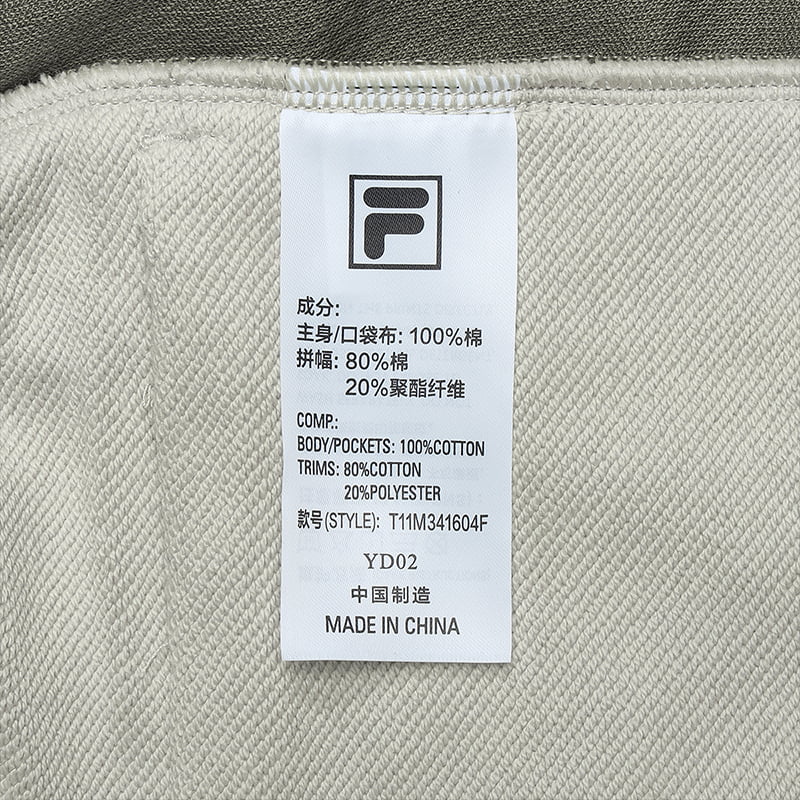 F
成分:
主身/口袋布: 100%棉
拼幅: 80%棉
20%聚酯纤维
COMP.:
BODY/POCKETS: 100%COTTON
TRIMS: 80%COTTON
20%POLYESTER
款号(STYLE): T11M341604F
YD02
中国制造
MADE IN CHINA